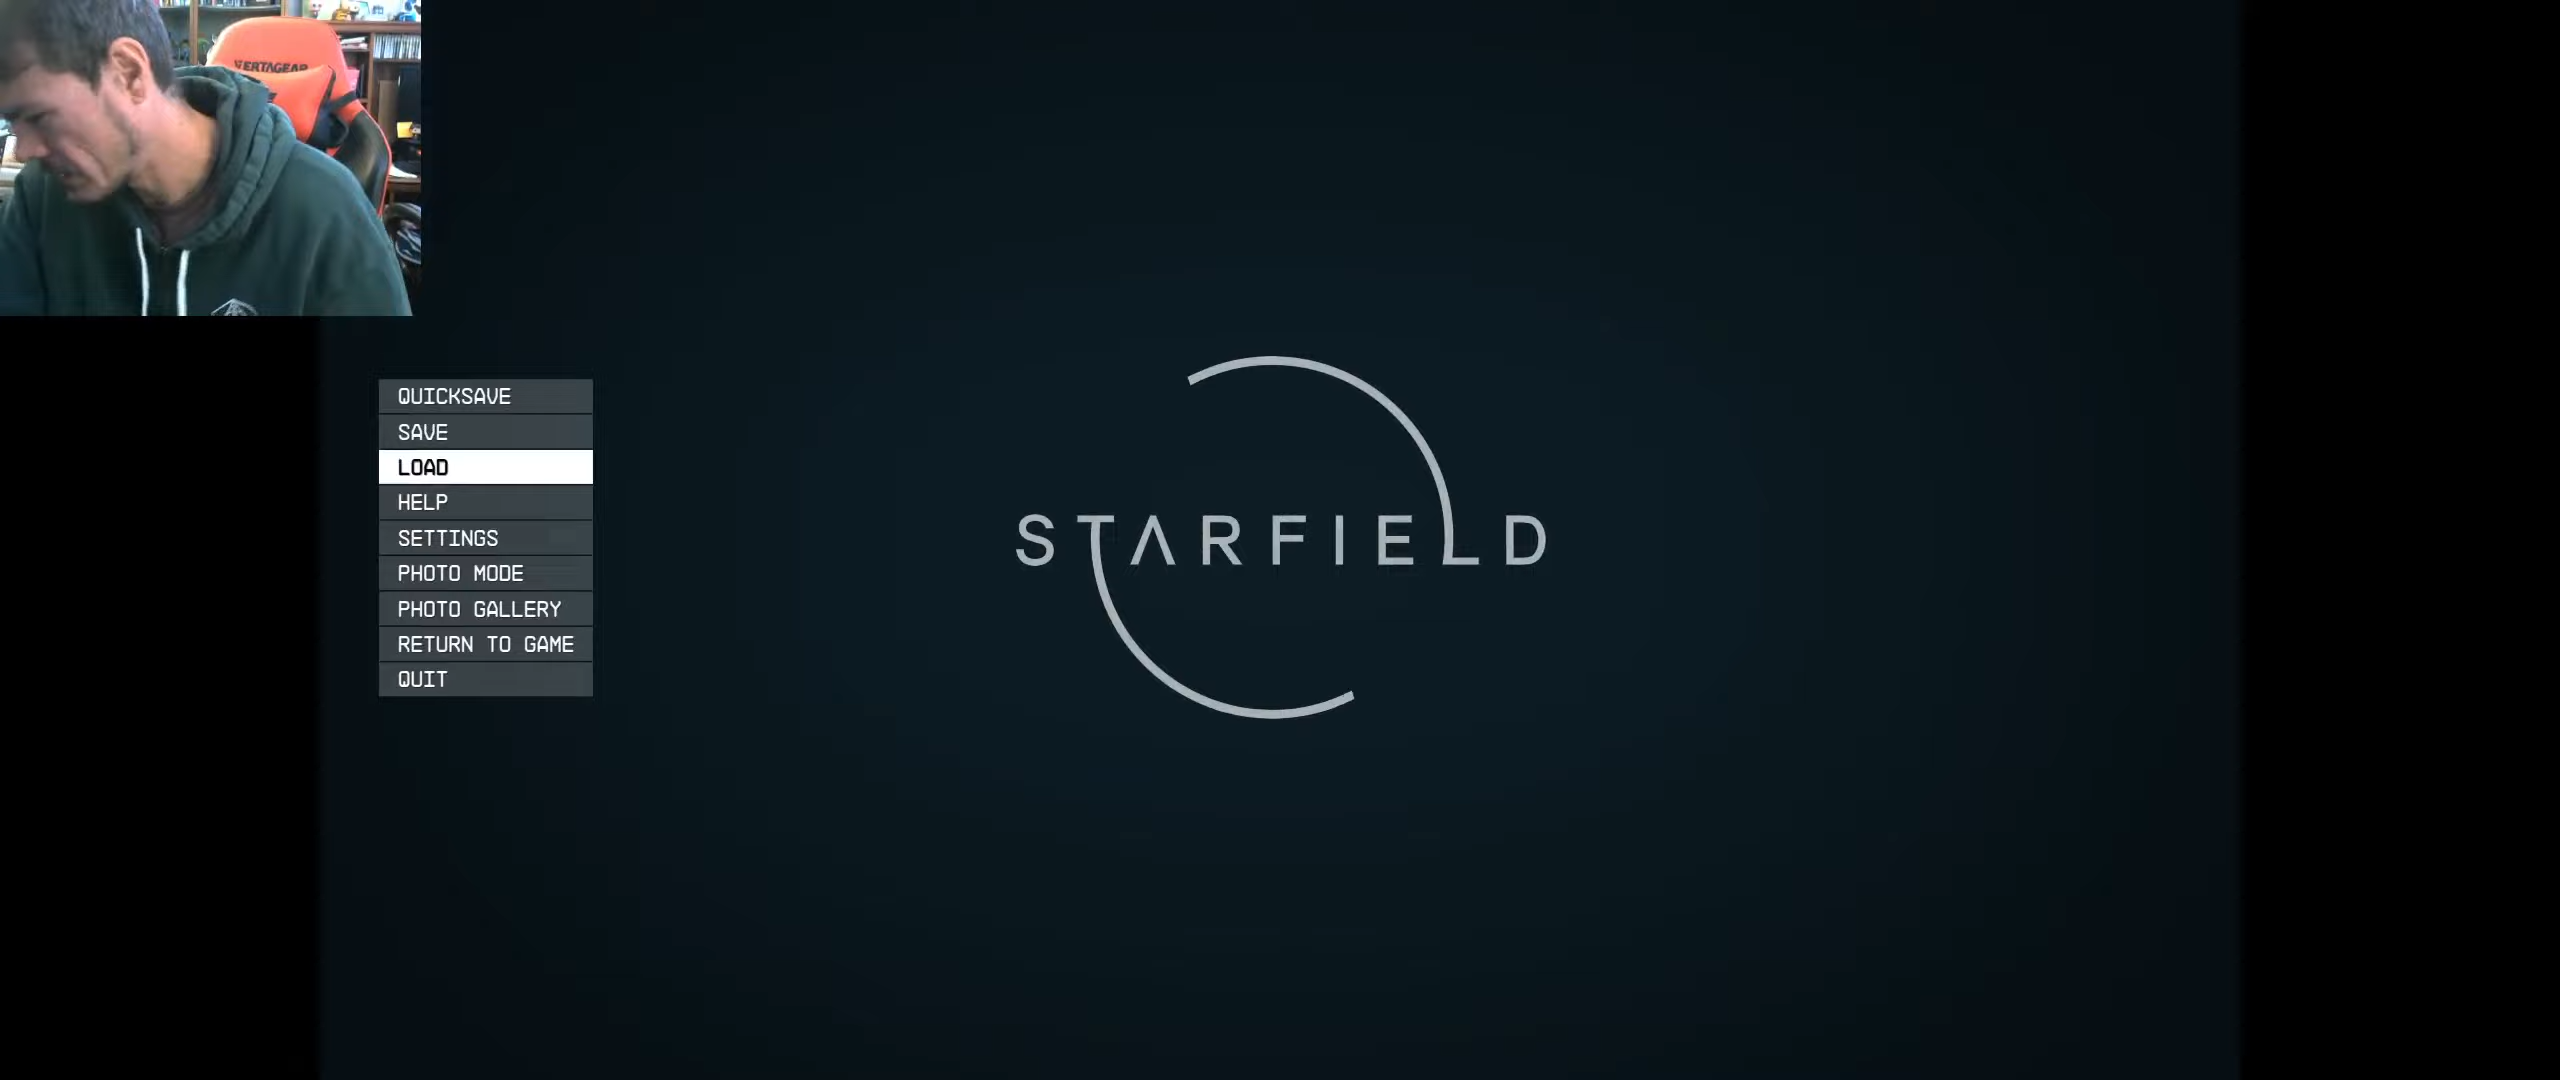 VERTAGEAR
QUICKSAVE
SAVE
LOAD
HELP
SETTINGS
PHOTO MODE
PHOTO GALLERY
RETURN TO GAME
QUIT
STARFIELD